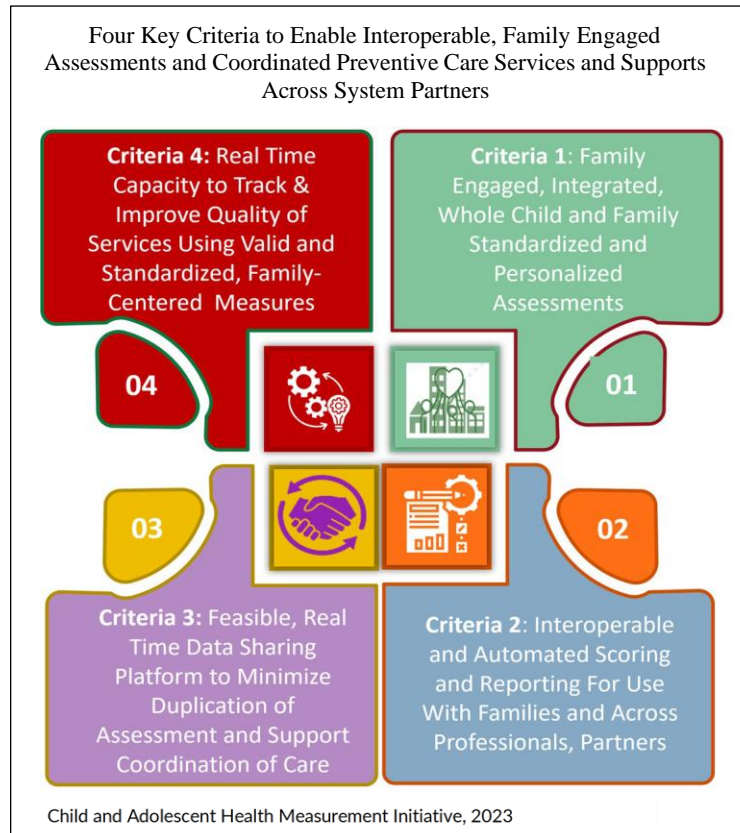 Four Key Criteria to Enable Interoperable, Family Engaged
Assessments and Coordinated Preventive Care Services and Supports
Across System Partners
Criteria 4: Real Time
Capacity to Track &
Improve Quality of
Services Using Valid and
Standardized, Family-
Centered Measures
04
Criteria 1: Family
Engaged, Integrated,
Whole Child and Family
Standardized and
Personalized
Assessments
01
03
Criteria 3: Feasible, Real
Time Data Sharing
Platform to Minimize
Duplication of
Assessment and Support
Coordination of Care
02
Criteria 2: Interoperable
and Automated Scoring
and Reporting For Use
With Families and Across
Professionals, Partners
Child and Adolescent Health Measurement Initiative, 2023